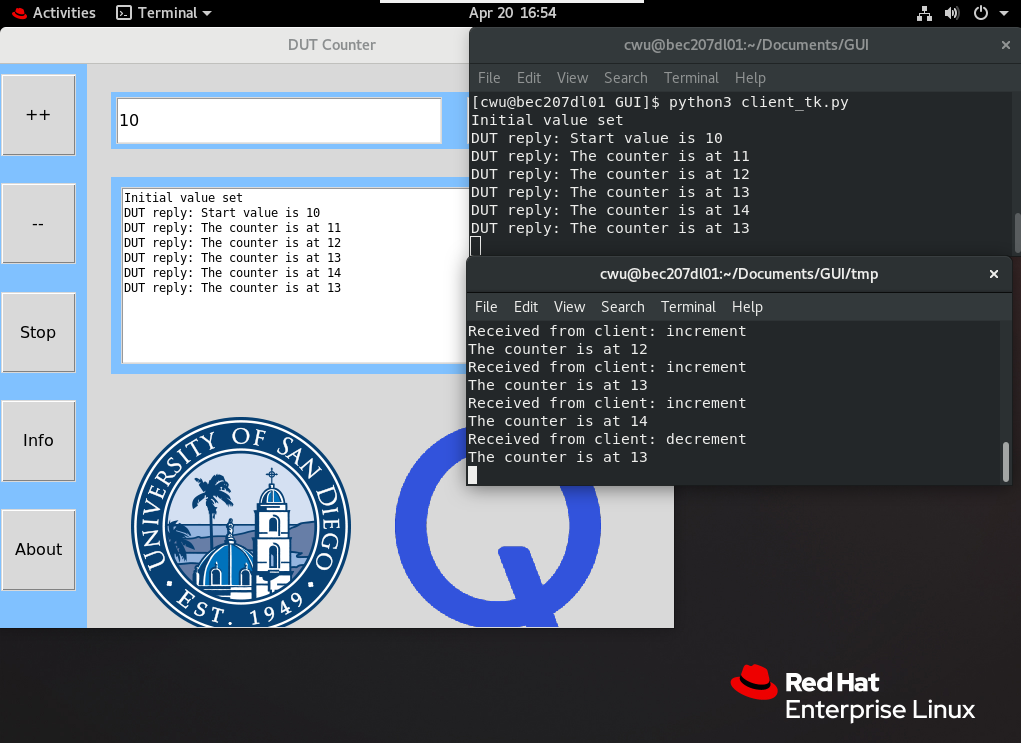 Activities Terminal Apr 20 16:54
DUT Counter
++
--
Stop
Info
About
10
Initial value set
DUT reply: Start value is 10
DUT reply: The counter is at 11
DUT reply: The counter is at 12
DUT reply: The counter is at 13
DUT reply: The counter is at 14
DUT reply: The counter is at 13
UNIVERSITY OF SAN DIEGO
EST. 1949
cwu@bec207dl01:~/Documents/GUI
File Edit View Search Terminal Help
[cwu@bec207dl01 GUI]$ python3 client_tk.py
Initial value set
DUT reply: Start value is 10
DUT reply: The counter is at 11
DUT reply: The counter is at 12
DUT reply: The counter is at 13
DUT reply: The counter is at 14
DUT reply: The counter is at 13
cwu@bec207dl01:~/Documents/GUI/tmp
File Edit View Search Terminal Help
Received from client: increment
The counter is at 12
Received from client: increment
The counter is at 13
Received from client: increment
The counter is at 14
Received from client: decrement
The counter is at 13
Red Hat
Enterprise Linux